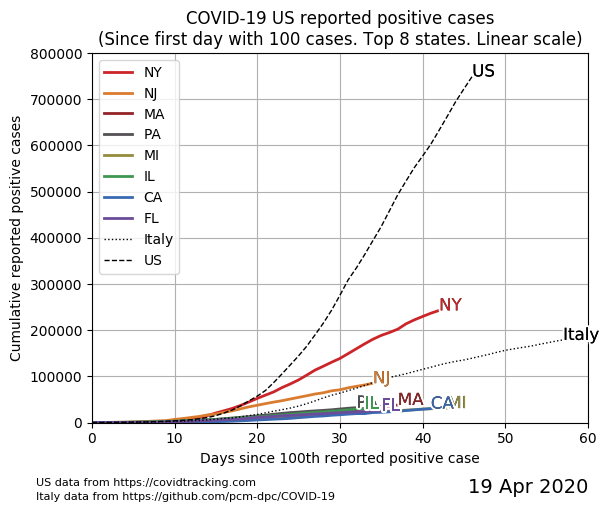 COVID-19 US reported positive cases
(Since first day with 100 cases. Top 8 states. Linear scale)
Cumulative reported positive cases
800000
700000
600000
500000
400000
300000
200000
100000
0
NY
NJ
MA
PA
MI
IL
CA
FL
Italy
US
US
NY
Italy
NJ
P
IL
FL
MA
CA
MI
0 10 20 30 40 50 60
Days since 100th reported positive case
US data from https://covidtracking.com
Italy data from https://github.com/pcm-dpc/COVID-19
19 Apr 2020